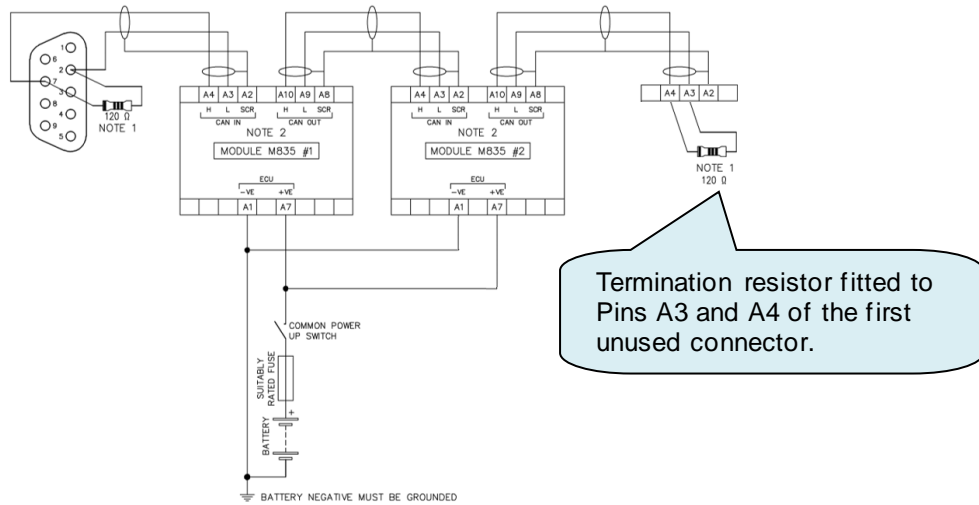 1
6
2
7
3
8
4
9
5
120 Ω
NOTE 1
A4 A3 A2 A10 A9 A8
H L SCR H L SCR
CAN IN CAN OUT
NOTE 2
MODULE M835 #1
ECU
-VE +VE
A1 A7
A4 A3 A2 A10 A9 A8
H L SCR H L SCR
CAN IN CAN OUT
NOTE 2
MODULE M835 #2
ECU
-VE +VE
A1 A7
A4 A3 A2
NOTE 1
120 Ω
Termination resistor fitted to
Pins A3 and A4 of the first
unused connector.
COMMON POWER
UP SWITCH
SUITABLY
RATED FUSE
+
BATTERY
BATTERY NEGATIVE MUST BE GROUNDED